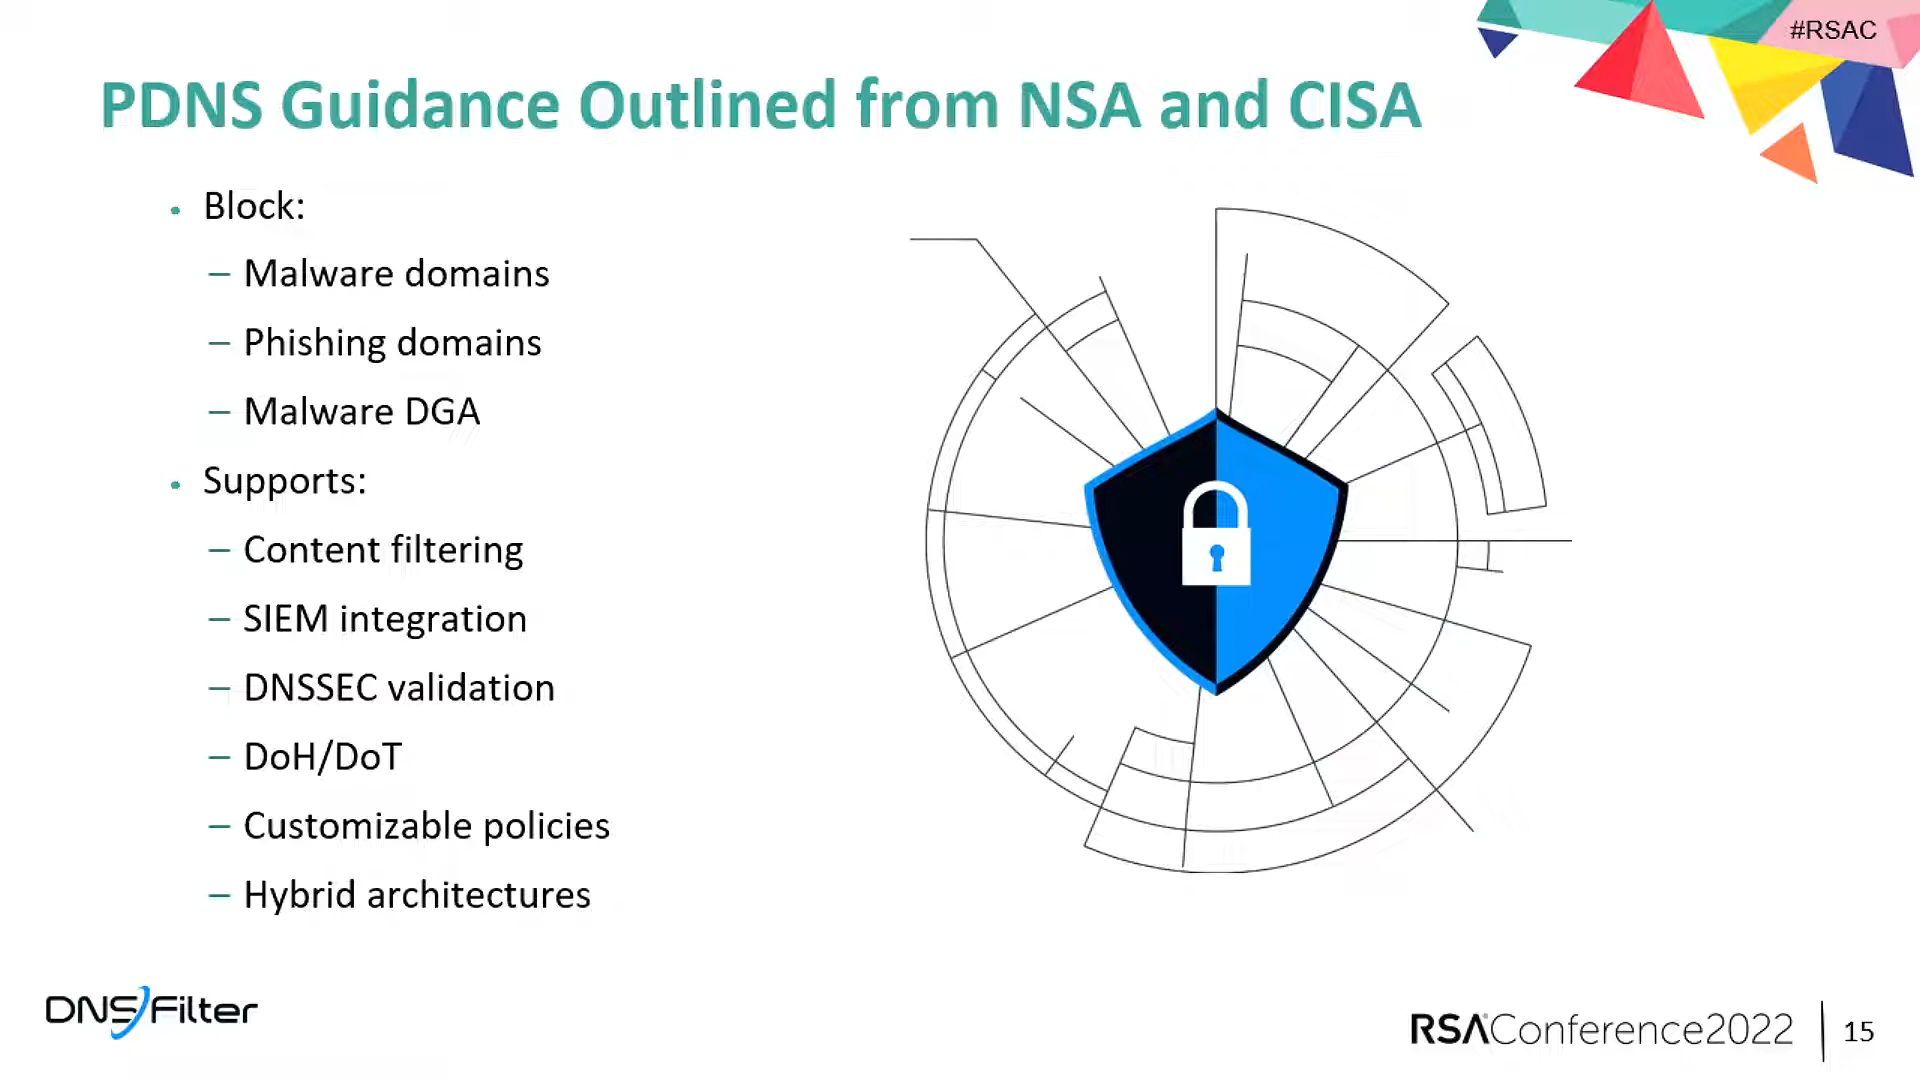 #RSAC
PDNS Guidance Outlined from NSA and CISA
• Block:
– Malware domains
– Phishing domains
– Malware DGA
• Supports:
– Content filtering
– SIEM integration
– DNSSEC validation
– DoH/DoT
– Customizable policies
– Hybrid architectures
DNSFilter
RSAConference2022 | 15